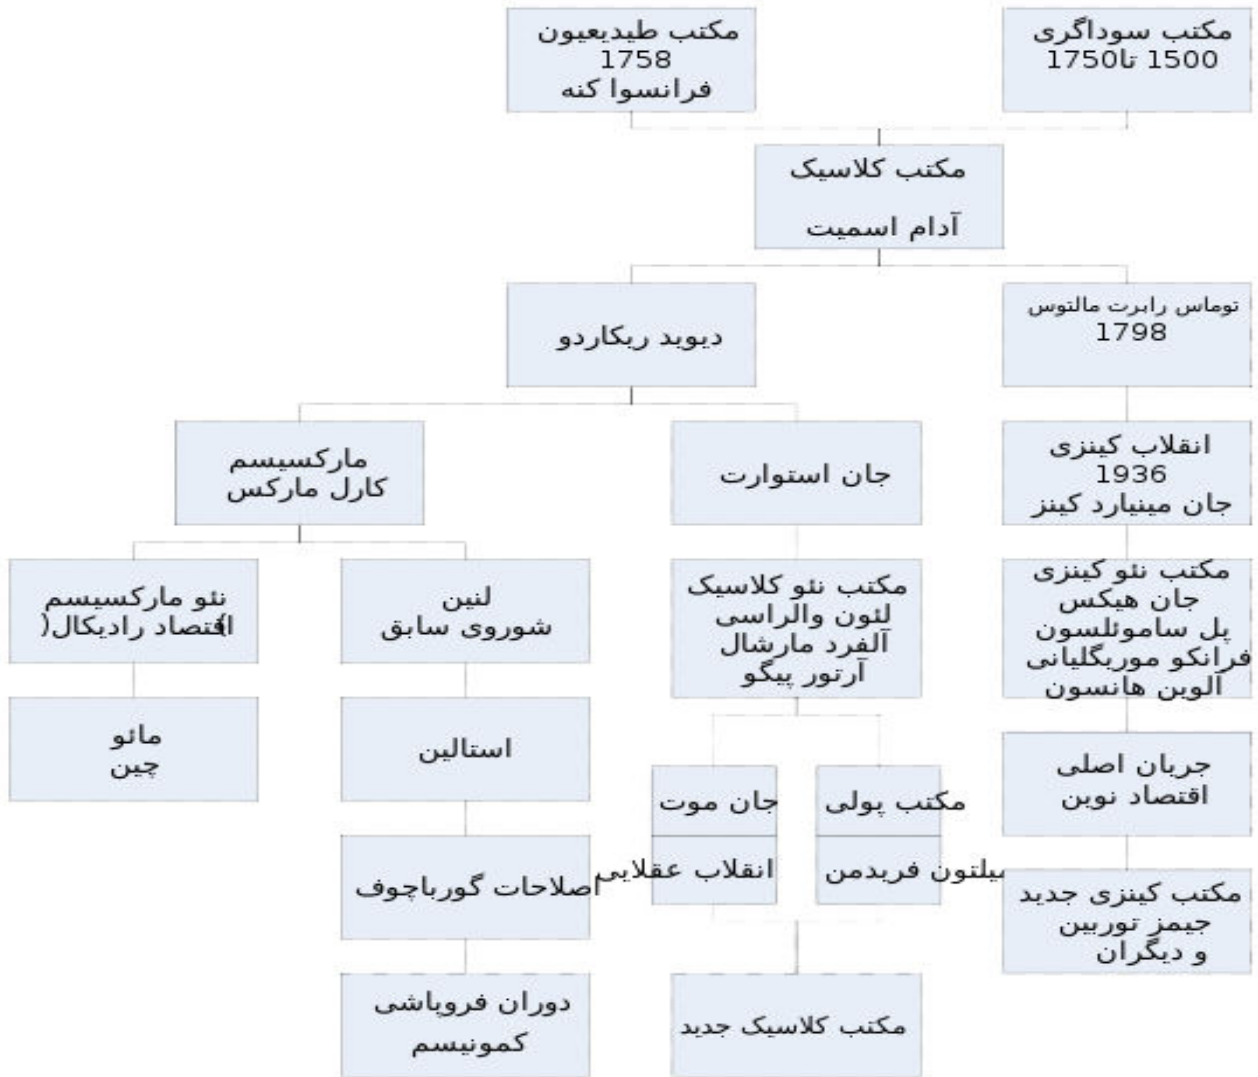 مکتب سوداگری
1500 تا1750
مکتب طیدیعیون
1758
فرانسوا کنه
مکتب کلاسیک
آدام اسمیت
توماس رابرت مالتوس
1798
دیوید ریکاردو
انقلاب کینزی
1936
جان مینیارد کینز
جان استوارت
مارکسیسم
کارل مارکس
مکتب نئو کینزی
جان هیکس
پل ساموئلسون
فرانکو موریگلیانی
آلوین هانسون
مکتب نئو کلاسیک
لئون والراسی
آلفرد مارشال
آرتور پیگو
لنین
شوروی سابق
نئو مارکسیسم
(اقتصاد رادیکال)
جریان اصلی
اقتصاد نوین
مکتب پولی
میلتون فریدمن
جان موت
انقلاب عقلایی
استالین
مائو
چین
مکتب کینزی جدید
جیمز توربین
و دیگران
اصلاحات گورباچوف
مکتب کلاسیک جدید
دوران فروپاشی
کمونیسم